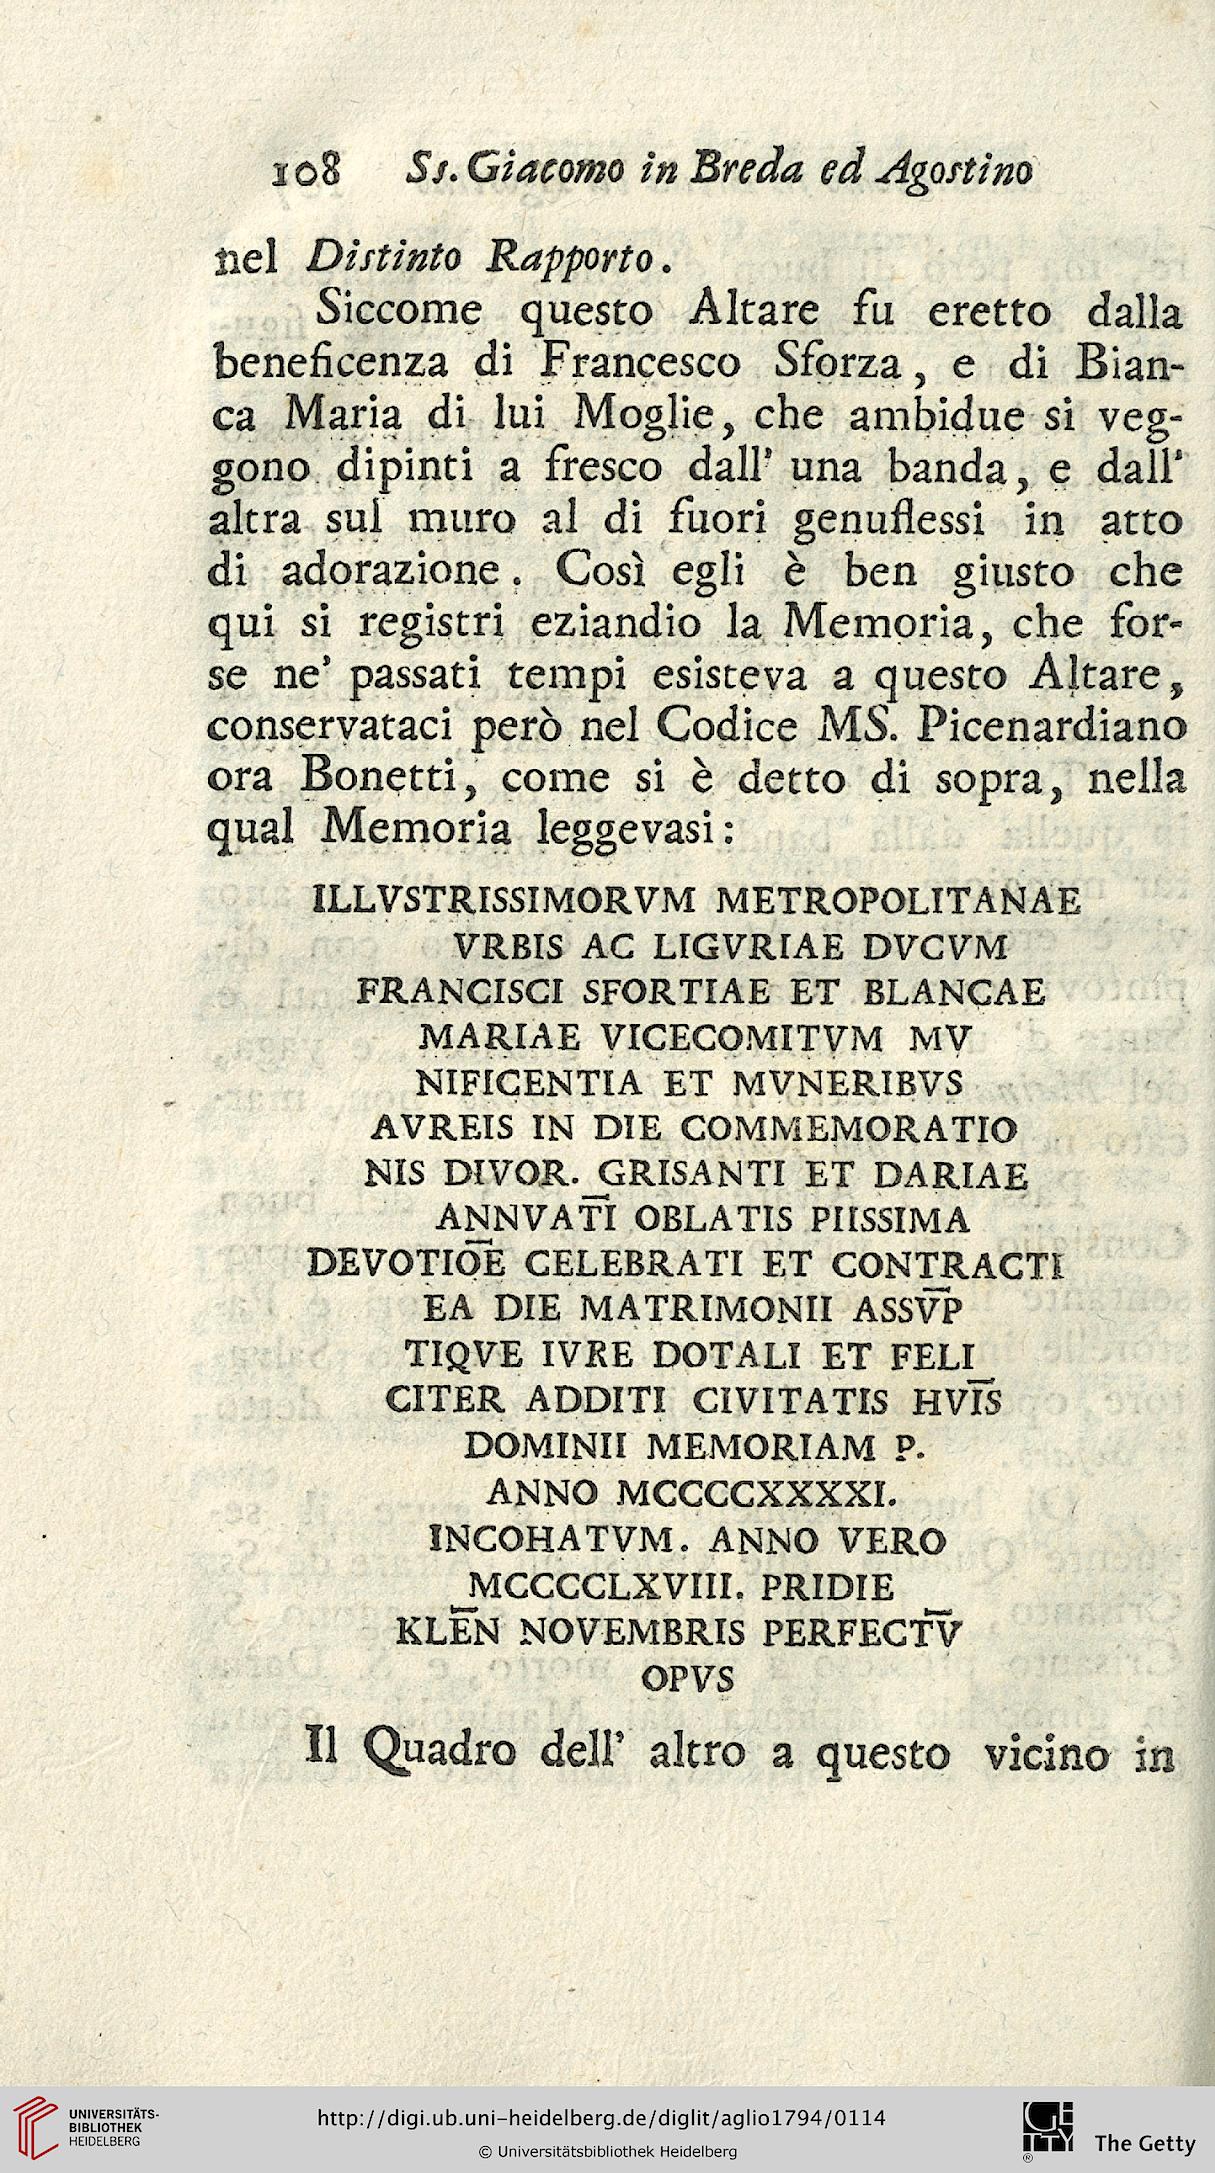 108 Ss. Giacomo in Breda ed Agostino
nel Distinto Rapporto.
Siccome questo Altare fu eretto dalla
beneficenza di Francesco Sforza, e di Bian-
ca Maria di lui Moglie, che ambidue si veg-
gono dipinti a fresco dall' una banda, e dall'
altra sul muro al di fuori genuflessi in atto
di adorazione. Così egli è ben giusto che
qui si registri eziandio la Memoria, che for-
se ne' passati tempi esisteva a questo Altare,
conservataci però nel Codice MS. Picenardiano
ora Bonetti, come si è detto di sopra, nella
qual Memoria leggevasi:
ILLVSTRISSIMORVM METROPOLITANAE
VRBIS AC LIGVRIAE DVCVM
FRANCISCI SFORTIAE ET BLANCAE
MARIAE VICECOMITVM MV
NIFICENTIA ET MVNERIBVS
AVREIS IN DIE COMMEMORATIO
NIS DIVOR. GRISANTI ET DARIAE
ANNVAT̅I OBLATIS PIISSIMA
DEVOTIO̅E CELEBRATI ET CONTRACTI
EA DIE MATRIMONII ASSV̅P
TIQVE IVRE DOTALI ET FELI
CITER ADDITI CIVITATIS HVI̅S
DOMINII MEMORIAM P.
ANNO MCCCCXXXXI.
INCOHATVM. ANNO VERO
MCCCCLXVIII. PRIDIE
KLE̅N NOVEMBRIS PERFECTV̅
OPVS
Il Quadro dell' altro a questo vicino in
UNIVERSITÄTS-
BIBLIOTHEK
HEIDELBERG
http://digi.ub.uni-heidelberg.de/diglit/aglio1794/0114
© Universitätsbibliothek Heidelberg
GETTY
®
The Getty